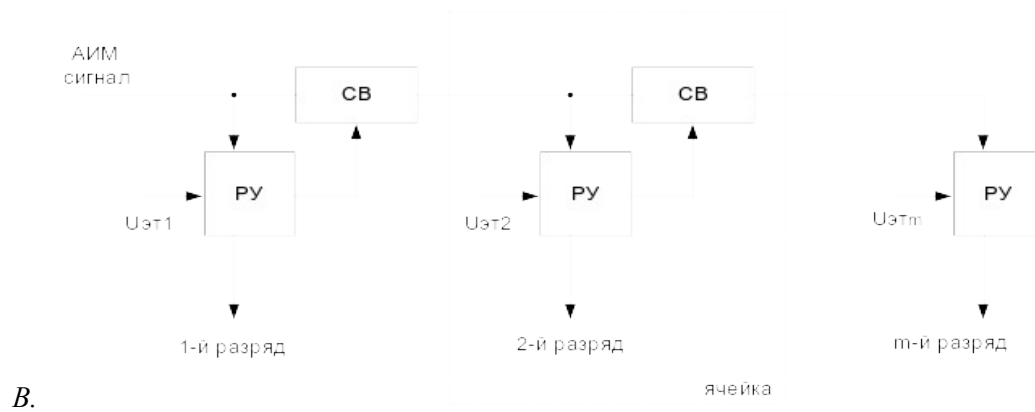 АИМ
сигнал
СВ
СВ
РУ
РУ
РУ
Uэт1
Uэт2
Uэтm
1-й разряд
2-й разряд
m-й разряд
ячейка
В.